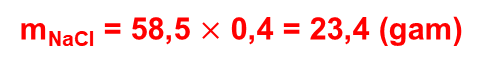 mNaCl = 58,5 × 0,4 = 23,4 (gam)